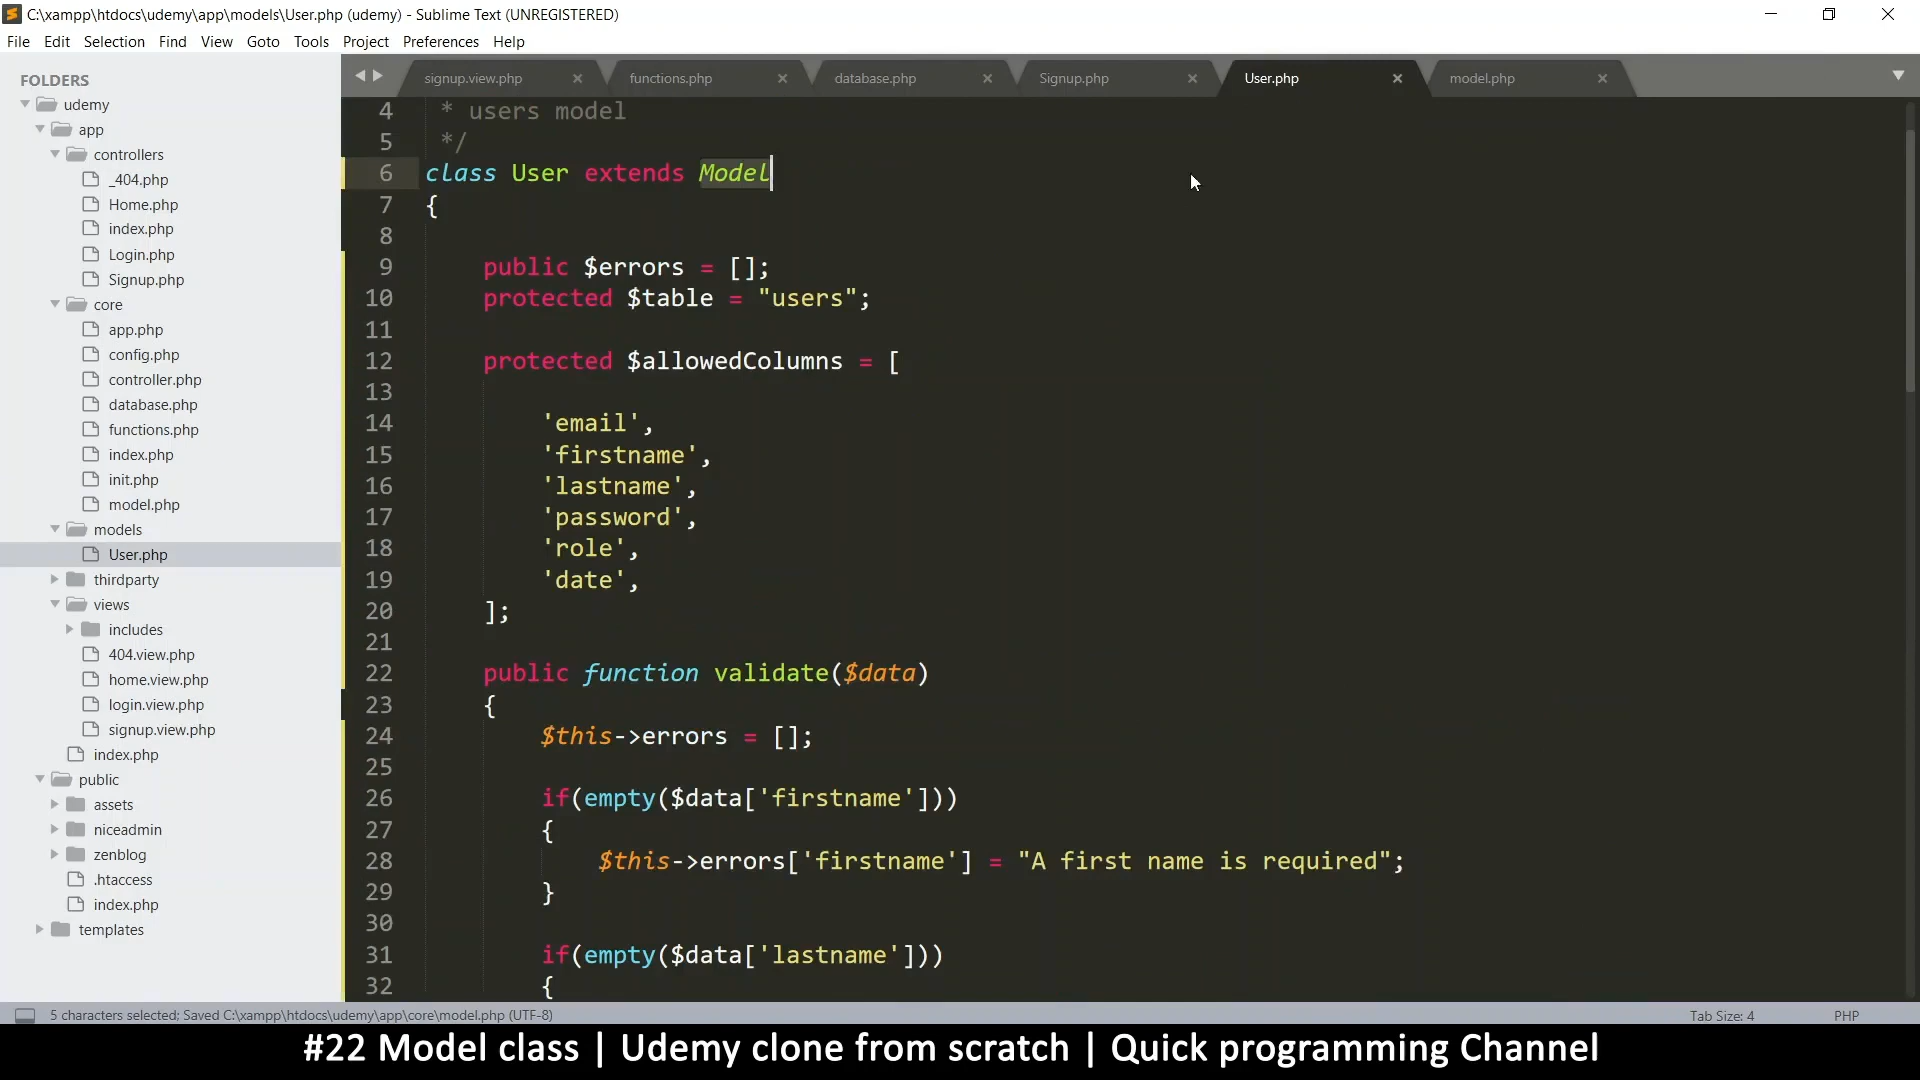 C:\xampp\htdocs\udemy\app\models\User.php (udemy) - Sublime Text (UNREGISTERED)
File Edit Selection Find View Goto Tools Project Preferences Help
FOLDERS
udemy
app
controllers
_404.php
Home.php
index.php
Login.php
Signup.php
core
app.php
config.php
controller.php
database.php
functions.php
index.php
init.php
model.php
models
User.php
thirdparty
views
includes
404.view.php
home.view.php
login.view.php
signup.view.php
index.php
public
assets
niceadmin
zenblog
.htaccess
index.php
templates
signup.view.php functions.php database.php Signup.php User.php model.php
4 * users model
5 */
6 class User extends Model
7 {
8
9 public $errors = [];
10 protected $table = "users";
11
12 protected $allowedColumns = [
13
14 'email',
15 'firstname',
16 'lastname',
17 'password',
18 'role',
19 'date',
20 ];
21
22 public function validate($data)
23 {
24 $this->errors = [];
25
26 if(empty($data['firstname']))
27 {
28 $this->errors['firstname'] = "A first name is required";
29 }
30
31 if(empty($data['lastname']))
32 {
5 characters selected; Saved C:\xampp\htdocs\udemy\app\core\model.php (UTF-8) Tab Size: 4 PHP
#22 Model class | Udemy clone from scratch | Quick programming Channel